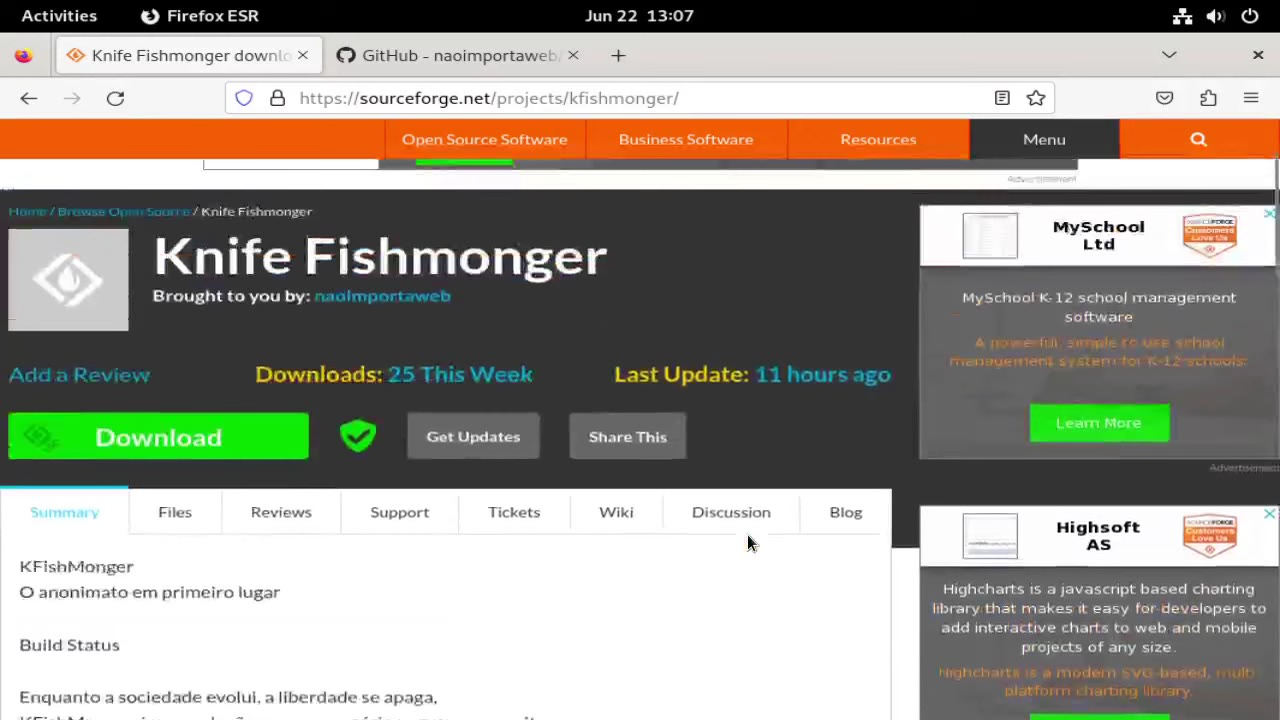 Activities
Firefox ESR
Jun 22 13:07
Knife Fishmonger downlo
GitHub - naoimportaweb/
https://sourceforge.net/projects/kfishmonger/
Open Source Software
Business Software
Resources
Menu
Advertisement
Home / Browse Open Source / Knife Fishmonger
Knife Fishmonger
Brought to you by: naoImportaweb
Add a Review
Downloads: 25 This Week
Last Update: 11 hours ago
Download
Get Updates
Share This
Summary
Files
Reviews
Support
Tickets
Wiki
Discussion
Blog
KFishMonger
O anonimato em primeiro lugar
Build Status
Enquanto a sociedade evolui, a liberdade se apaga,
MySchool
Ltd
MySchool K-12 school management
software
A powerful, simple to use school
management system for K-12 schools.
Learn More
Advertisement
Highsoft
AS
Highcharts is a javascript based charting
library that makes it easy for developers to
add interactive charts to web and mobile
projects of any size.
Highcharts is a modern SVG-based, multi
platform charting library.